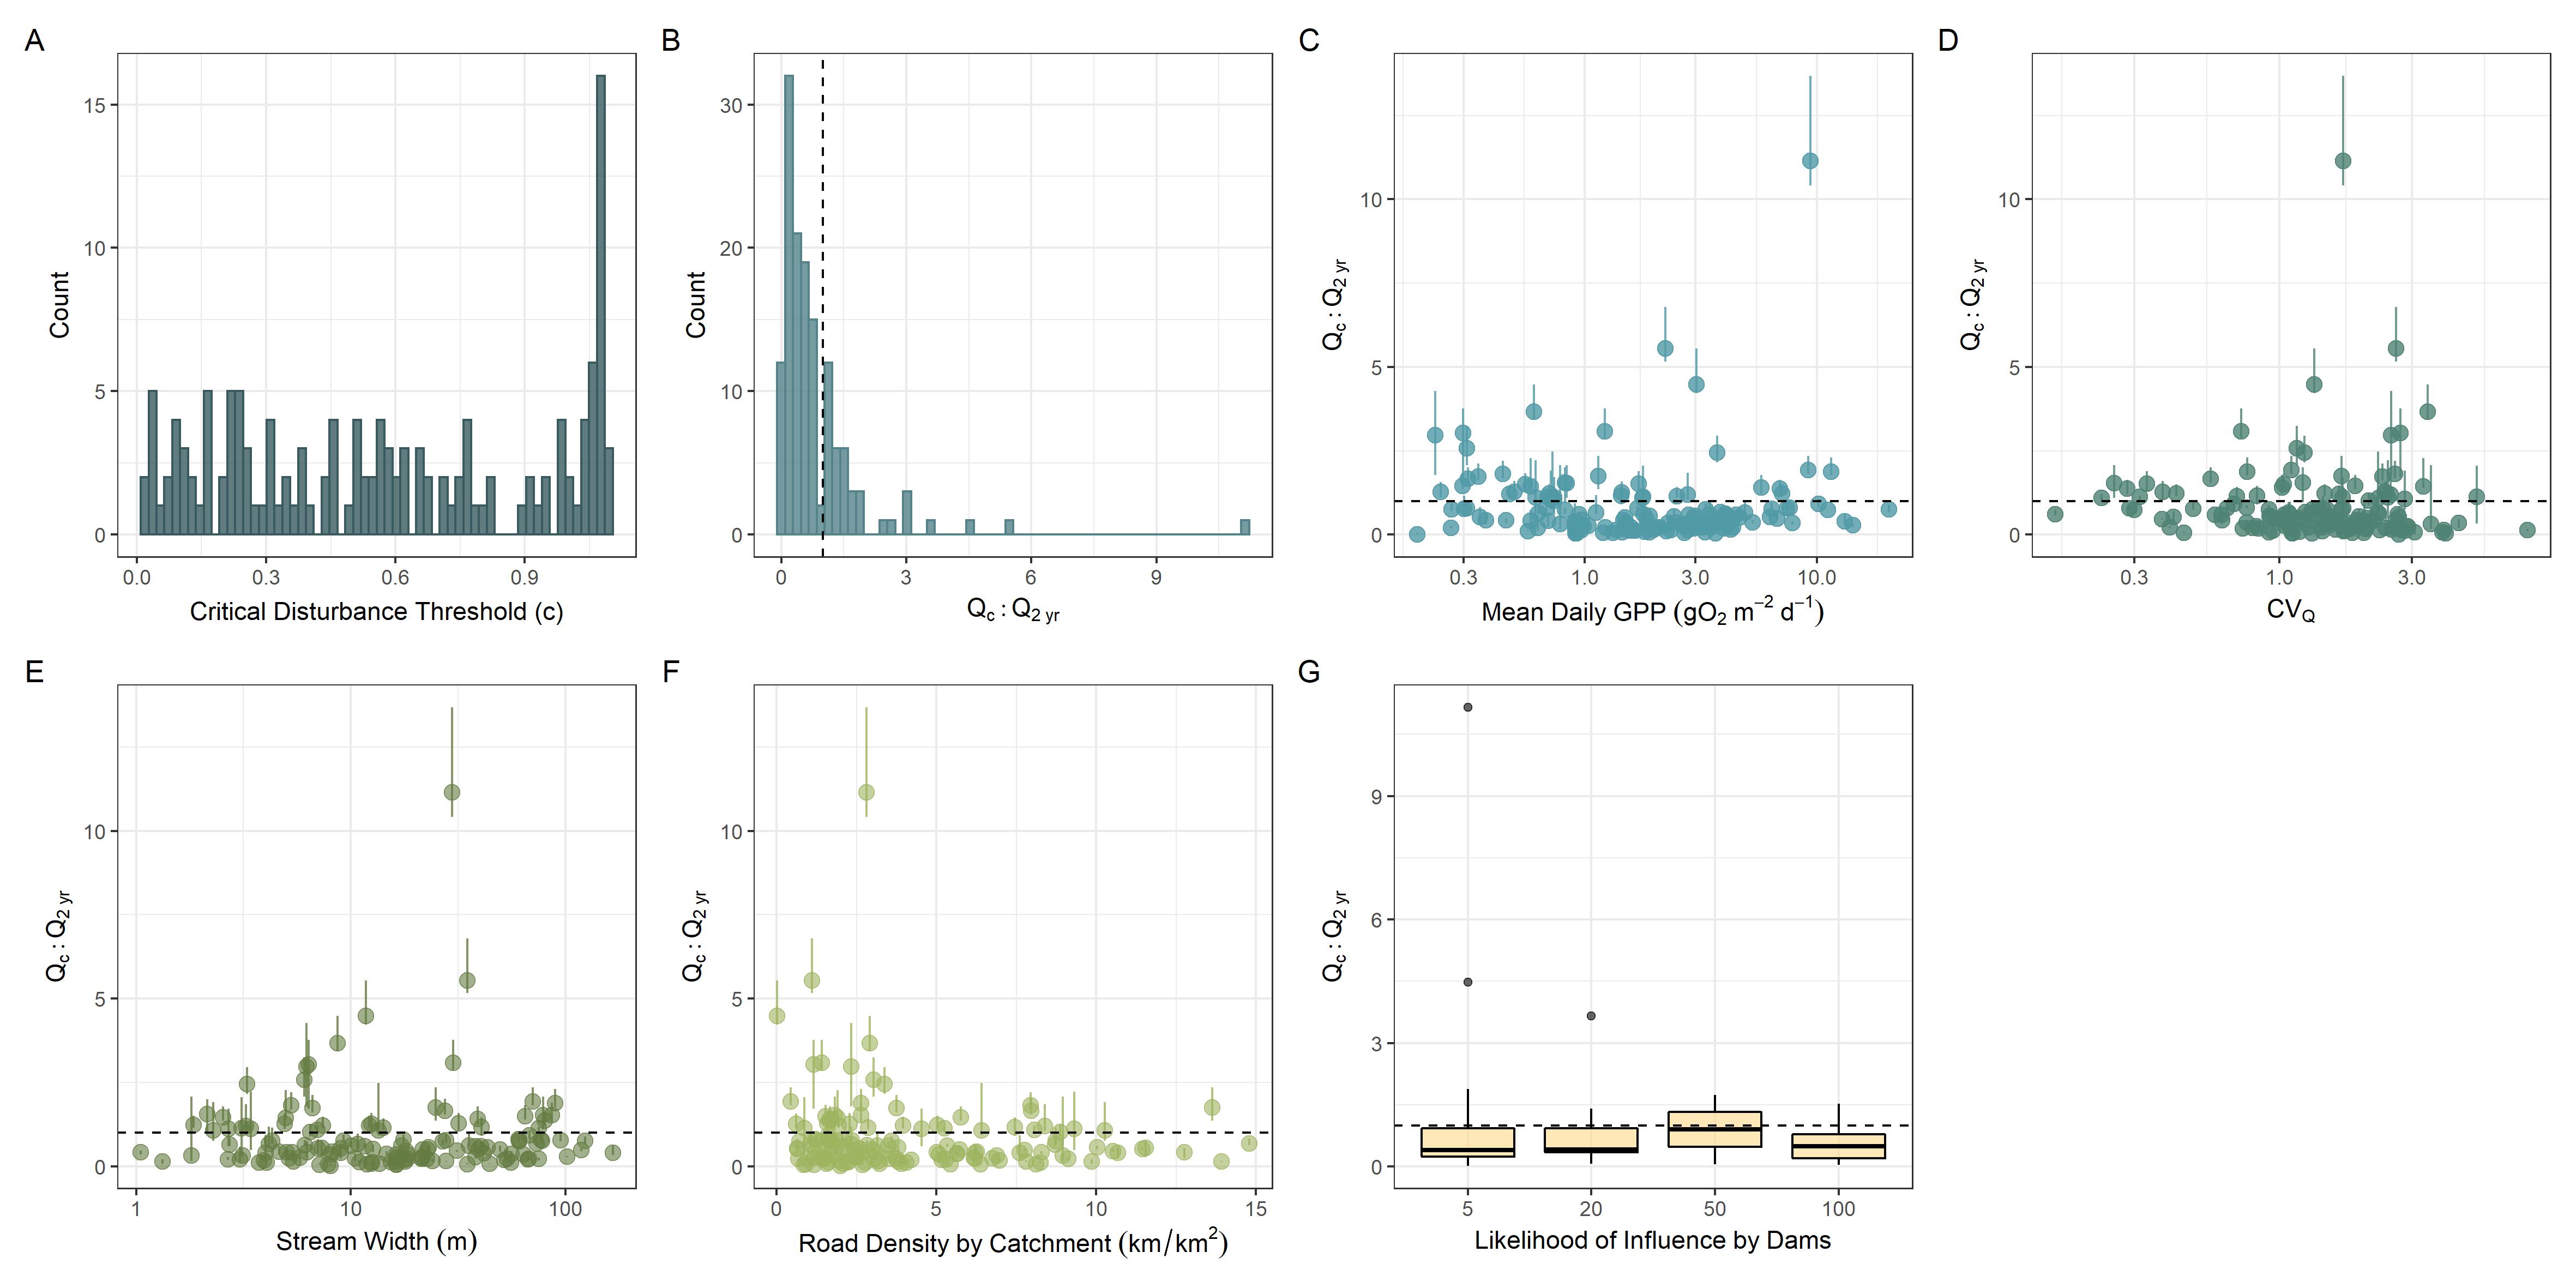 A
B
C
D
15
10
5
0
Count
0.0 0.3 0.6 0.9
Critical Disturbance Threshold (c)
30
20
10
0
Count
0 3 6 9
Qc : Q2 yr
10
5
0
Qc : Q2 yr
0.3 1.0 3.0 10.0
Mean Daily GPP (gO2 m−2 d−1)
10
5
0
Qc : Q2 yr
0.3 1.0 3.0
CVQ
E
F
G
10
5
0
Qc : Q2 yr
1 10 100
Stream Width (m)
10
5
0
Qc : Q2 yr
0 5 10 15
Road Density by Catchment (km/km2)
9
6
3
0
Qc : Q2 yr
5 20 50 100
Likelihood of Influence by Dams